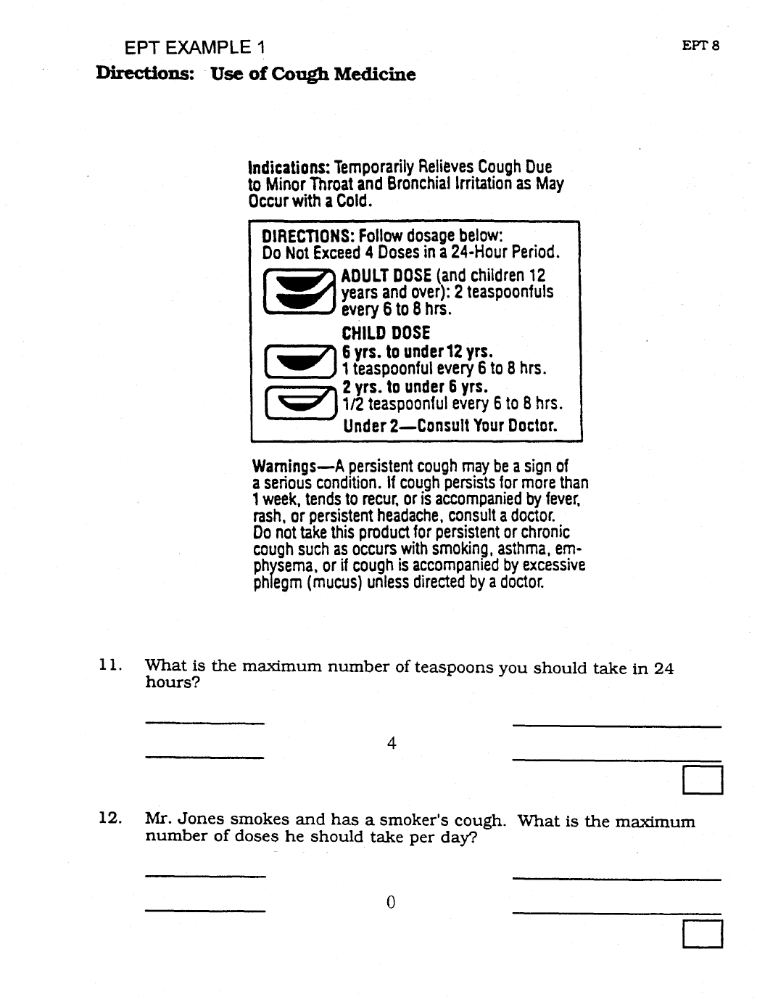 EPT EXAMPLE 1
EPT 8
Directions: Use of Cough Medicine
Indications: Temporarily Relieves Cough Due
to Minor Throat and Bronchial Irritation as May
Occur with a Cold.
DIRECTIONS: Follow dosage below:
Do Not Exceed 4 Doses in a 24-Hour Period.
ADULT DOSE (and children 12
years and over): 2 teaspoonfuls
every 6 to 8 hrs.
CHILD DOSE
6 yrs. to under 12 yrs.
1 teaspoonful every 6 to 8 hrs.
2 yrs. to under 6 yrs.
1/2 teaspoonful every 6 to 8 hrs.
Under 2—Consult Your Doctor.
Warnings—A persistent cough may be a sign of
a serious condition. If cough persists for more than
1 week, tends to recur, or is accompanied by fever,
rash, or persistent headache, consult a doctor.
Do not take this product for persistent or chronic
cough such as occurs with smoking, asthma, em-
physema, or if cough is accompanied by excessive
phlegm (mucus) unless directed by a doctor.
11. What is the maximum number of teaspoons you should take in 24
hours?
4
12. Mr. Jones smokes and has a smoker's cough. What is the maximum
number of doses he should take per day?
0